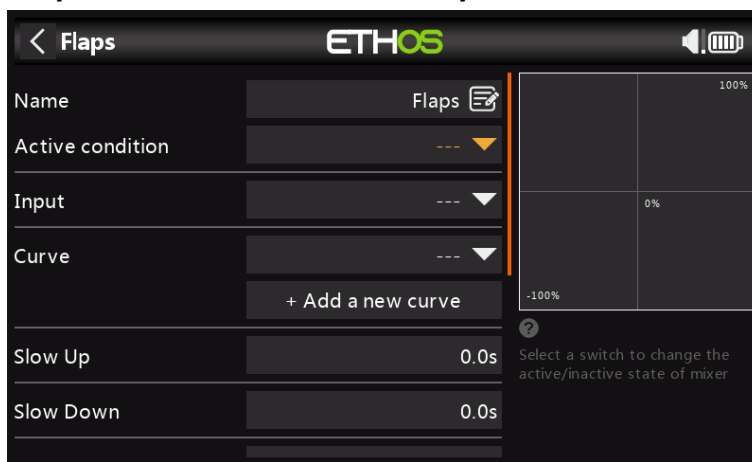 Flaps
ETHOS
Name
Flaps
Active condition
---
Input
---
Curve
---
+ Add a new curve
Slow Up
0.0s
Slow Down
0.0s
100%
0%
-100%
?
Select a switch to change the
active/inactive state of mixer